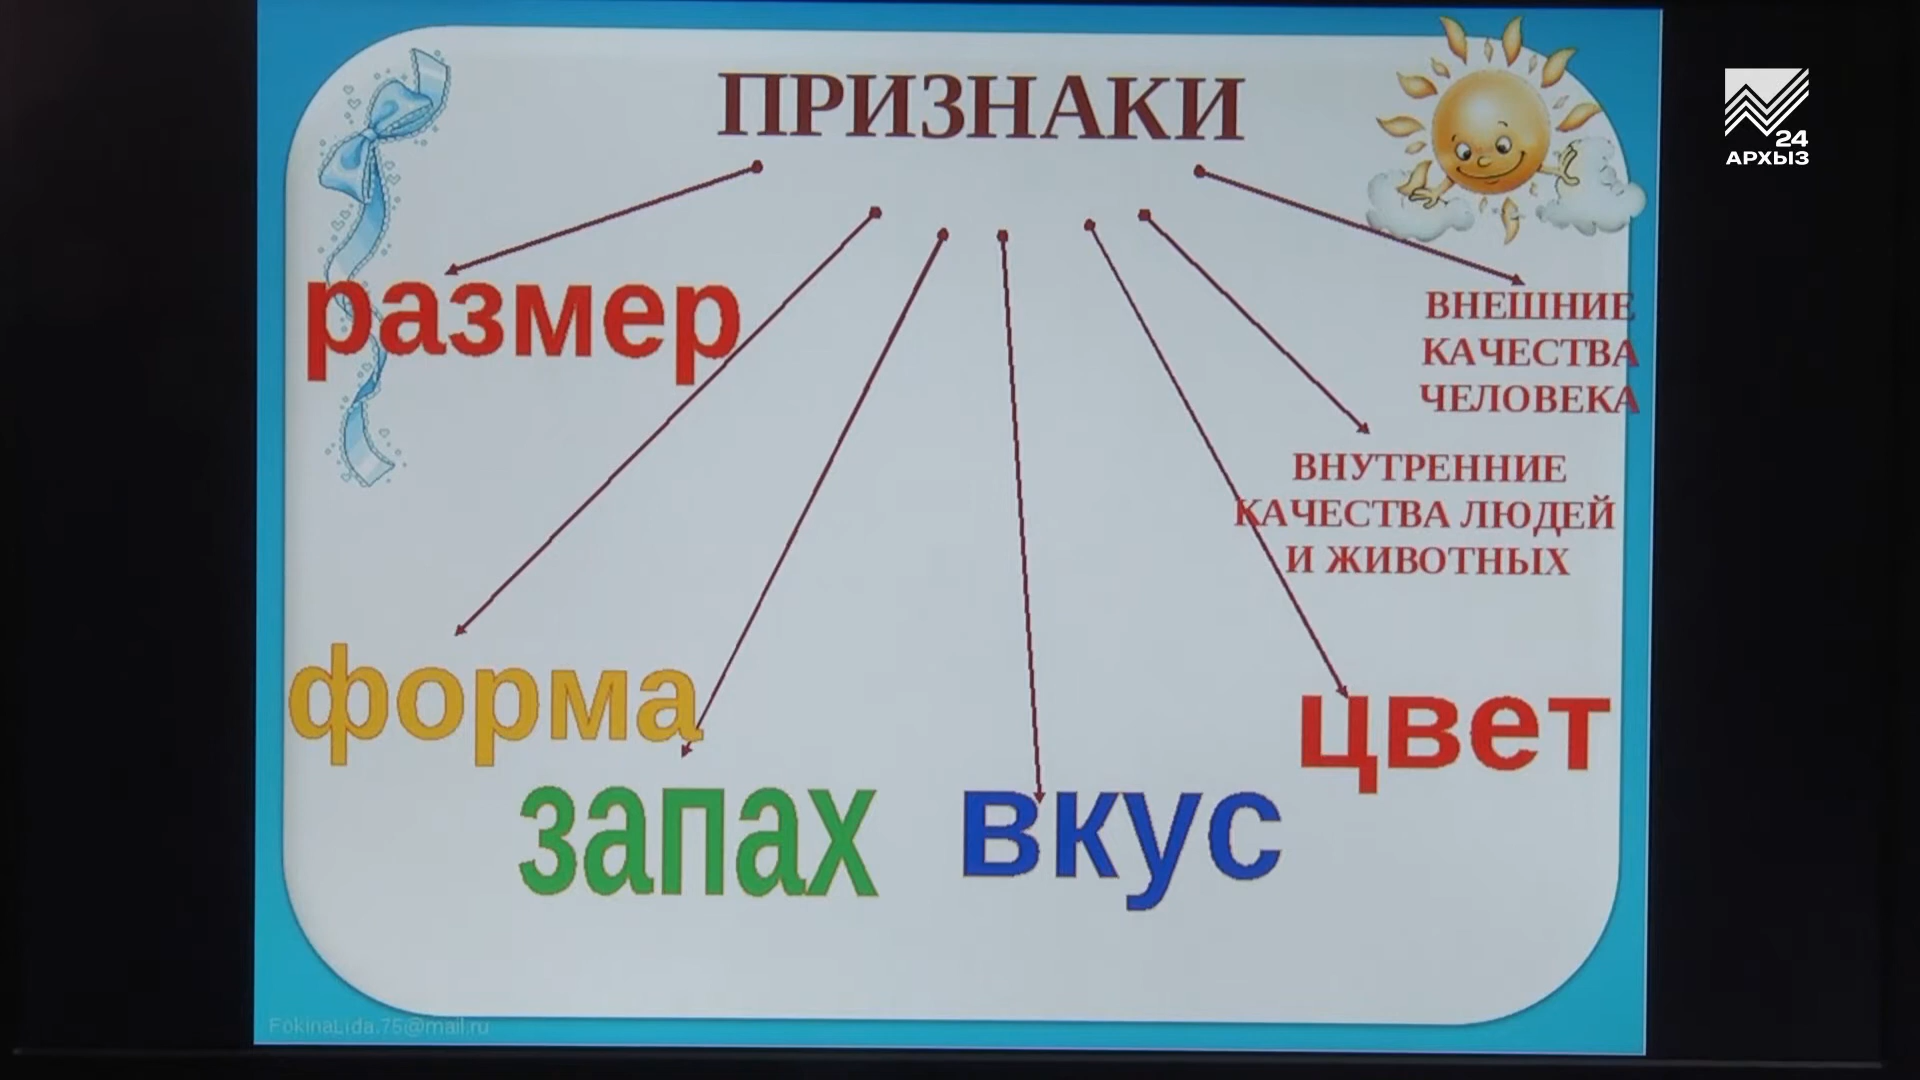 ПРИЗНАКИ
24
АРХЫЗ
размер
ВНЕШНИЕ
КАЧЕСТВА
ЧЕЛОВЕКА
ВНУТРЕННИЕ
КАЧЕСТВА ЛЮДЕЙ
И ЖИВОТНЫХ
форма
цвет
запах
вкус
FokinaLida.75@mail.ru